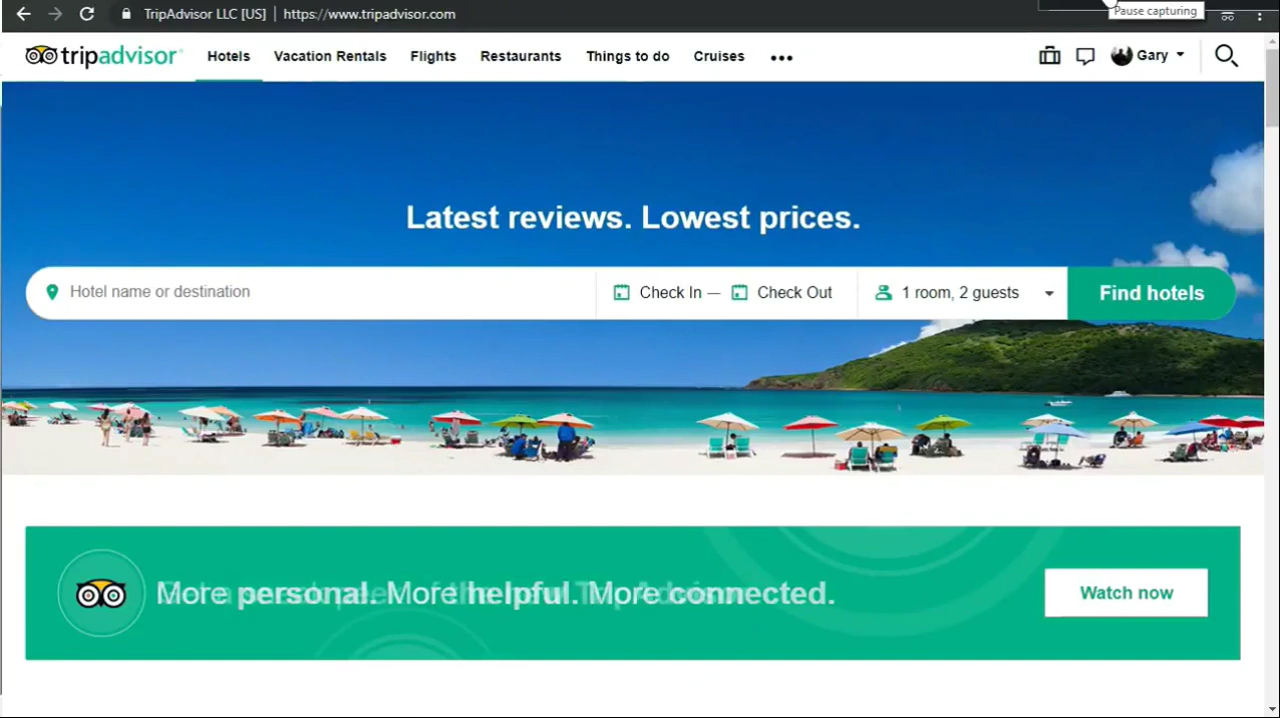 TripAdvisor LLC [US] | https://www.tripadvisor.com
Pause capturing
tripadvisor
Hotels Vacation Rentals Flights Restaurants Things to do Cruises
Gary
Latest reviews. Lowest prices.
Hotel name or destination
Check In — Check Out
1 room, 2 guests
Find hotels
More personal. More helpful. More connected.
Watch now